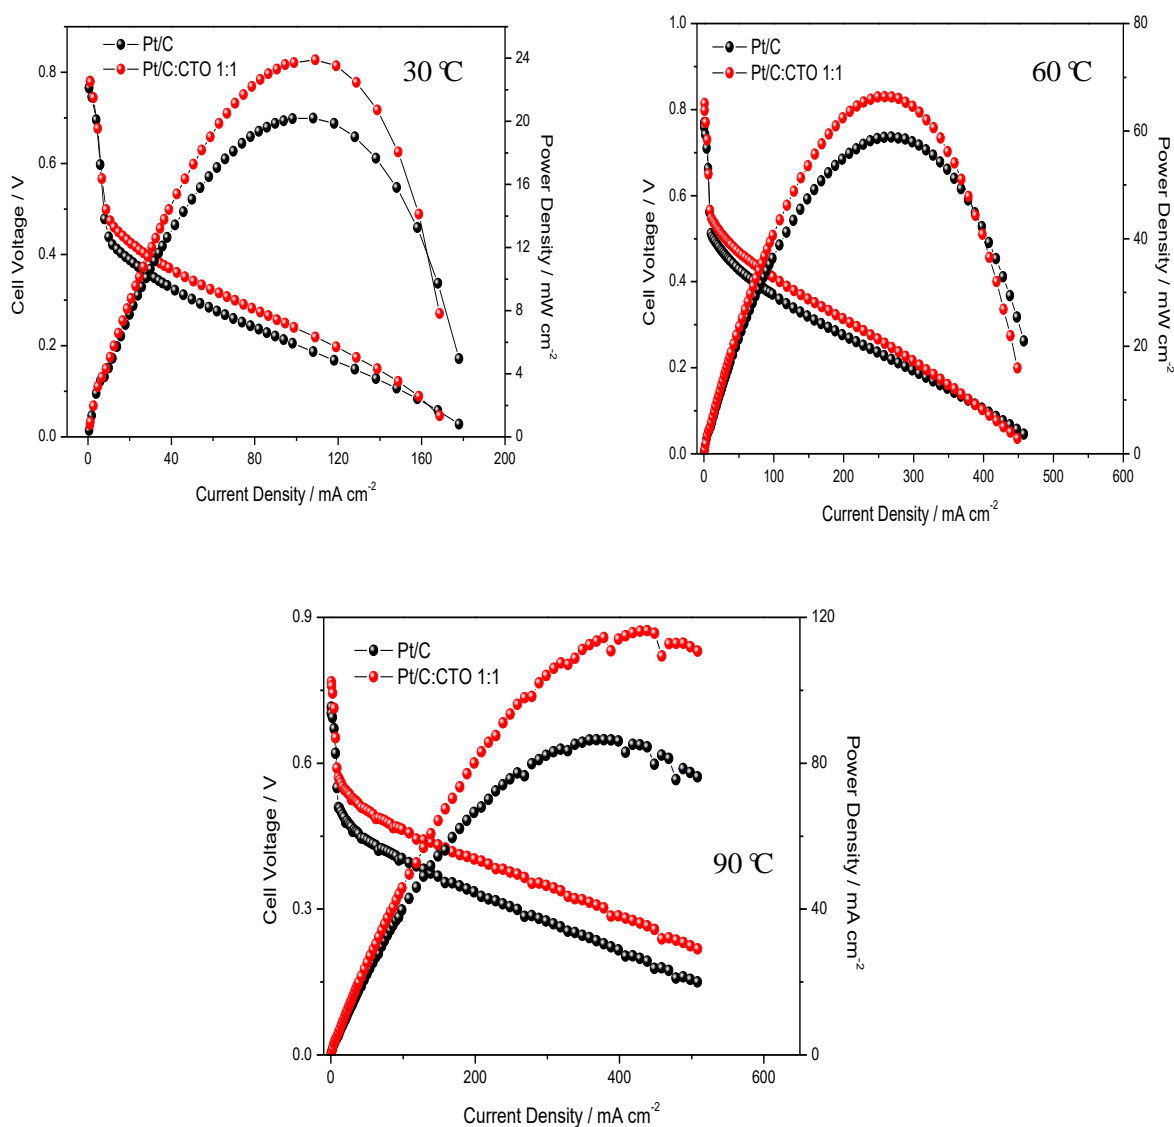 Pt/C
Pt/C:CTO 1:1
30 °C
Cell Voltage / V
0.8
0.6
0.4
0.2
0.0
24
20
16
12
8
4
0
Power Density / mW cm⁻²
0 40 80 120 160 200
Current Density / mA cm⁻²
Pt/C
Pt/C:CTO 1:1
60 °C
Cell Voltage / V
1.0
0.8
0.6
0.4
0.2
0.0
80
60
40
20
0
Power Density / mW cm⁻²
0 100 200 300 400 500 600
Current Density / mA cm⁻²
Pt/C
Pt/C:CTO 1:1
90 °C
Cell Voltage / V
0.9
0.6
0.3
0.0
120
80
40
0
Power Density / mA cm⁻²
0 200 400 600
Current Density / mA cm⁻²